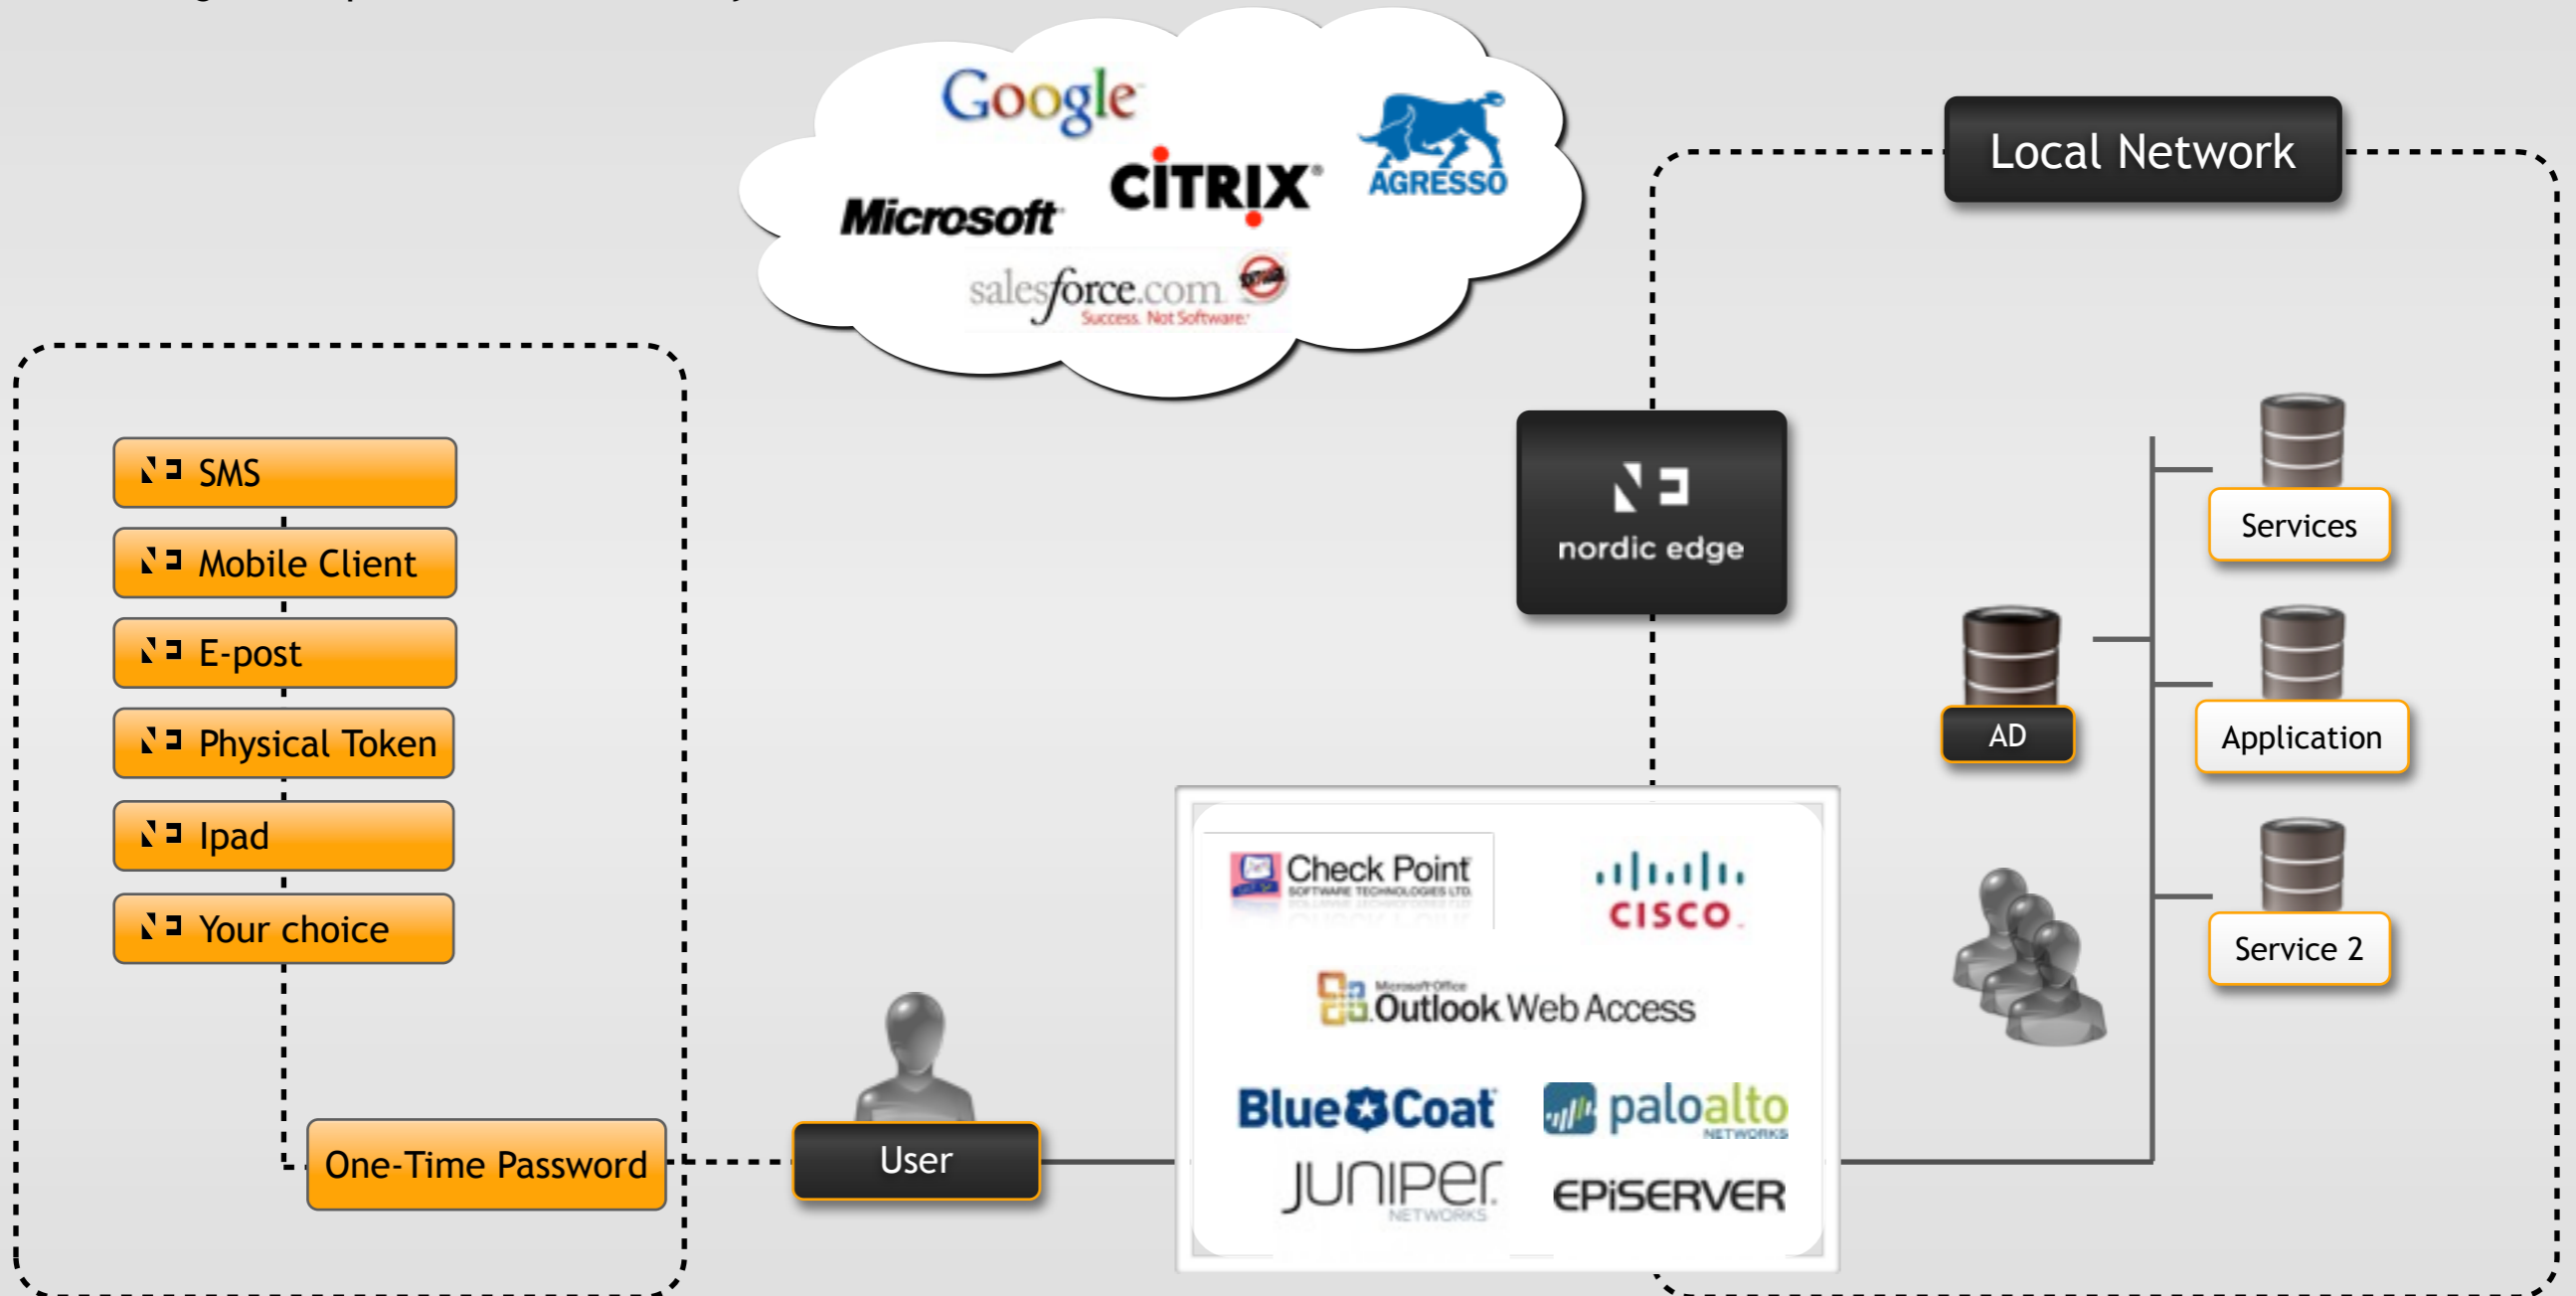 Google
AGRESSO
CITRIX®
Microsoft
salesforce.com
Success. Not Software.
Local Network
SMS
Mobile Client
E-post
Physical Token
Ipad
Your choice
One-Time Password
User
nordic edge
Check Point
SOFTWARE TECHNOLOGIES LTD.
CISCO
Microsoft Office
Outlook Web Access
Blue Coat
paloalto
NETWORKS
JUNIPEr
NETWORKS
EPiSERVER
AD
Services
Application
Service 2